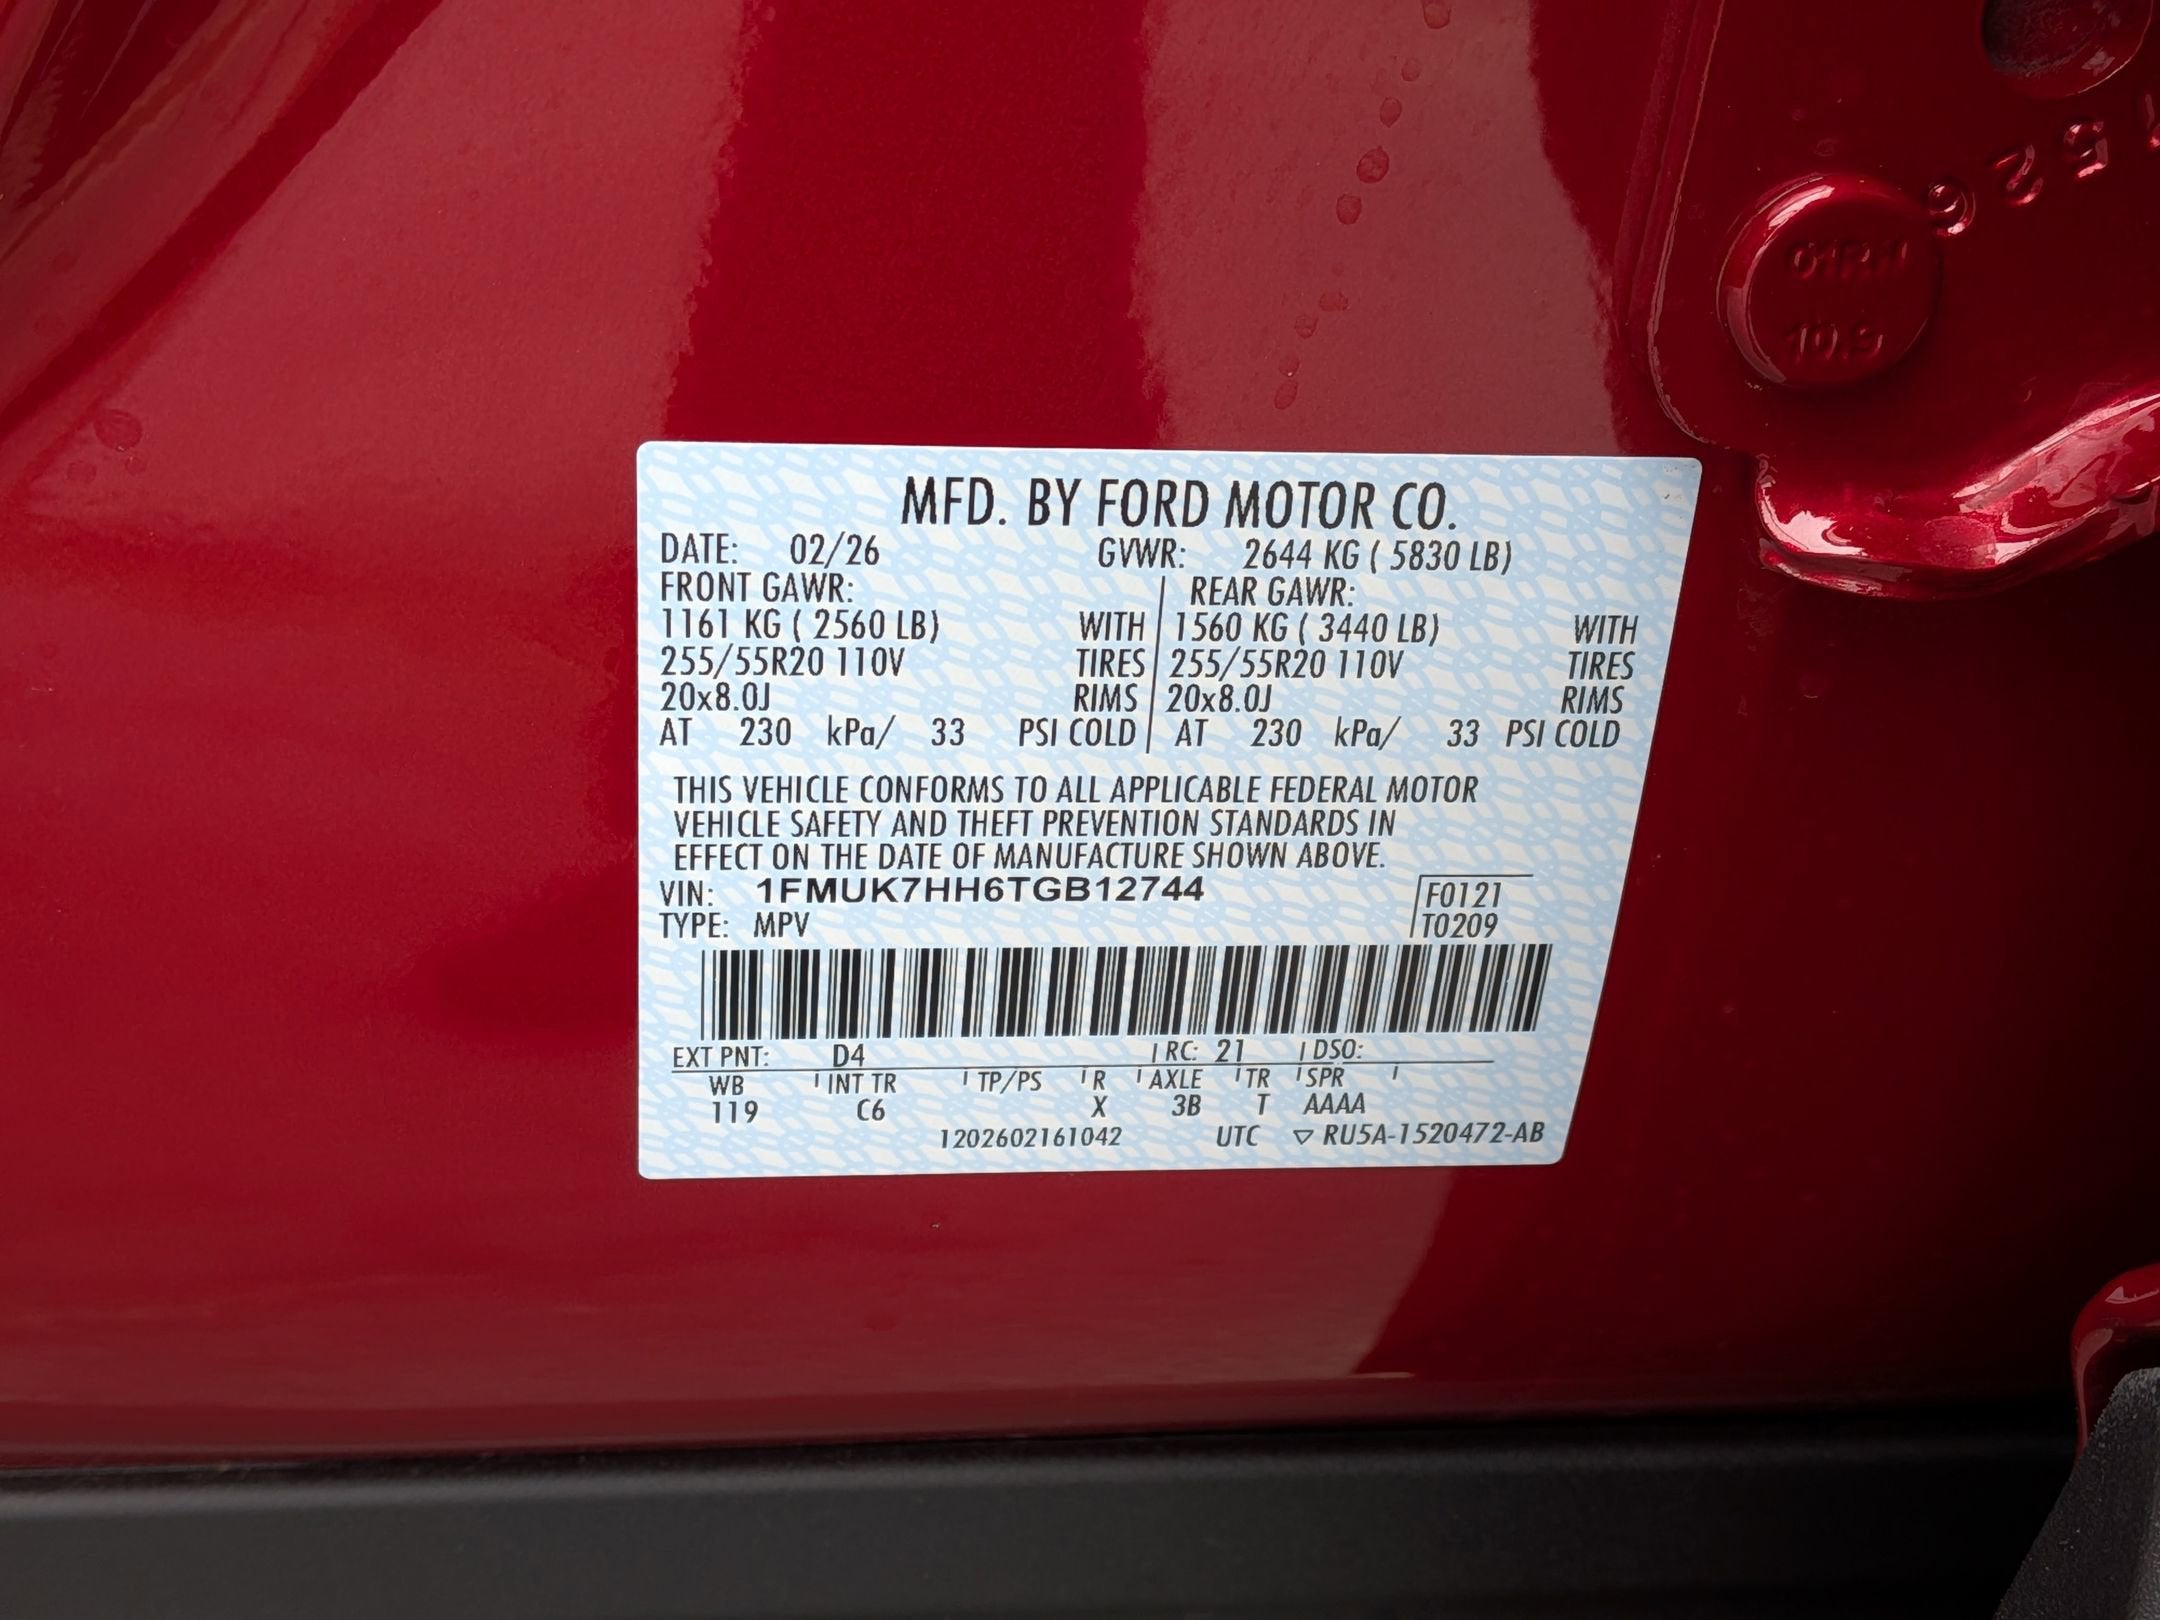 MFD. BY FORD MOTOR CO.
DATE: 02/26 GVWR: 2644 KG ( 5830 LB)
FRONT GAWR: REAR GAWR:
1161 KG ( 2560 LB) WITH 1560 KG ( 3440 LB) WITH
255/55R20 110V TIRES 255/55R20 110V TIRES
20x8.0J RIMS 20x8.0J RIMS
AT 230 kPa/ 33 PSI COLD AT 230 kPa/ 33 PSI COLD
THIS VEHICLE CONFORMS TO ALL APPLICABLE FEDERAL MOTOR
VEHICLE SAFETY AND THEFT PREVENTION STANDARDS IN
EFFECT ON THE DATE OF MANUFACTURE SHOWN ABOVE.
VIN: 1FMUK7HH6TGB12744 F0121
TYPE: MPV T0209
EXT PNT: D4 RC: 21 DSO:
WB INT TR TP/PS R AXLE TR SPR
119 C6 X 3B T AAAA
1202602161042 UTC ▽ RU5A-1520472-AB
10.9